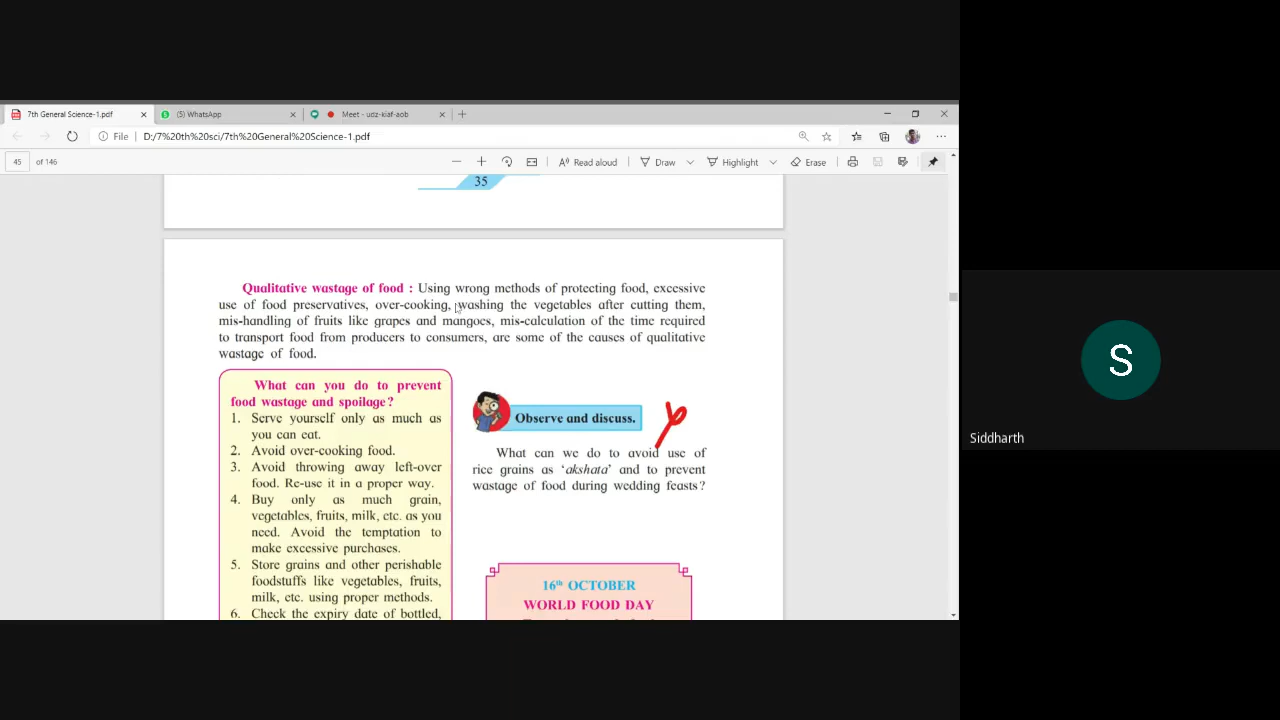 7th General Science-1.pdf
(5) WhatsApp
Meet - udz-kiaf-aob
File
D:/7%20th%20sci/7th%20General%20Science-1.pdf
45 of 146
Read aloud
Draw
Highlight
Erase
35
Qualitative wastage of food : Using wrong methods of protecting food, excessive
use of food preservatives, over-cooking, washing the vegetables after cutting them,
mis-handling of fruits like grapes and mangoes, mis-calculation of the time required
to transport food from producers to consumers, are some of the causes of qualitative
wastage of food.
What can you do to prevent
food wastage and spoilage?
1. Serve yourself only as much as
you can eat.
2. Avoid over-cooking food.
3. Avoid throwing away left-over
food. Re-use it in a proper way.
4. Buy only as much grain,
vegetables, fruits, milk, etc. as you
need. Avoid the temptation to
make excessive purchases.
5. Store grains and other perishable
foodstuffs like vegetables, fruits,
milk, etc. using proper methods.
6. Check the expiry date of bottled,
Observe and discuss.
What can we do to avoid use of
rice grains as ‘akshata’ and to prevent
wastage of food during wedding feasts?
16th OCTOBER
WORLD FOOD DAY
S
Siddharth